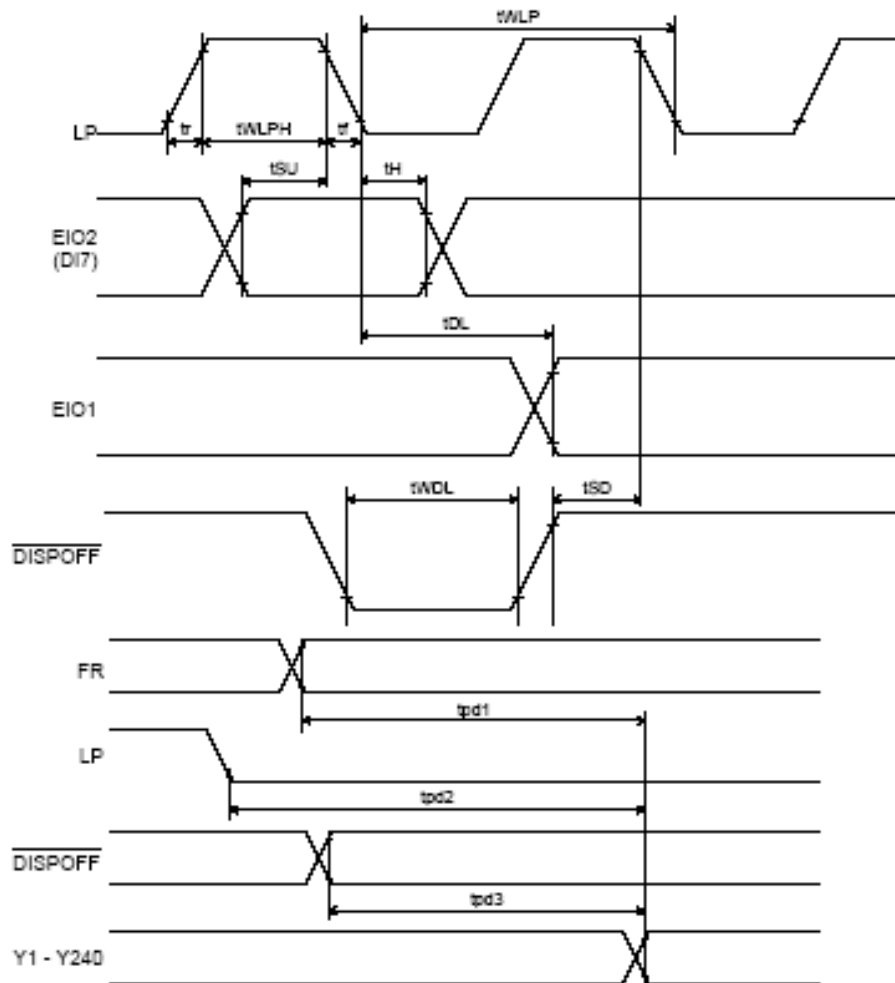 tWLP
LP
tr
tWLPH
tf
tSU
tH
EIO2
(DI7)
tDL
EIO1
tWDL
tSD
DISPOFF
FR
tpd1
LP
tpd2
DISPOFF
tpd3
Y1 - Y240